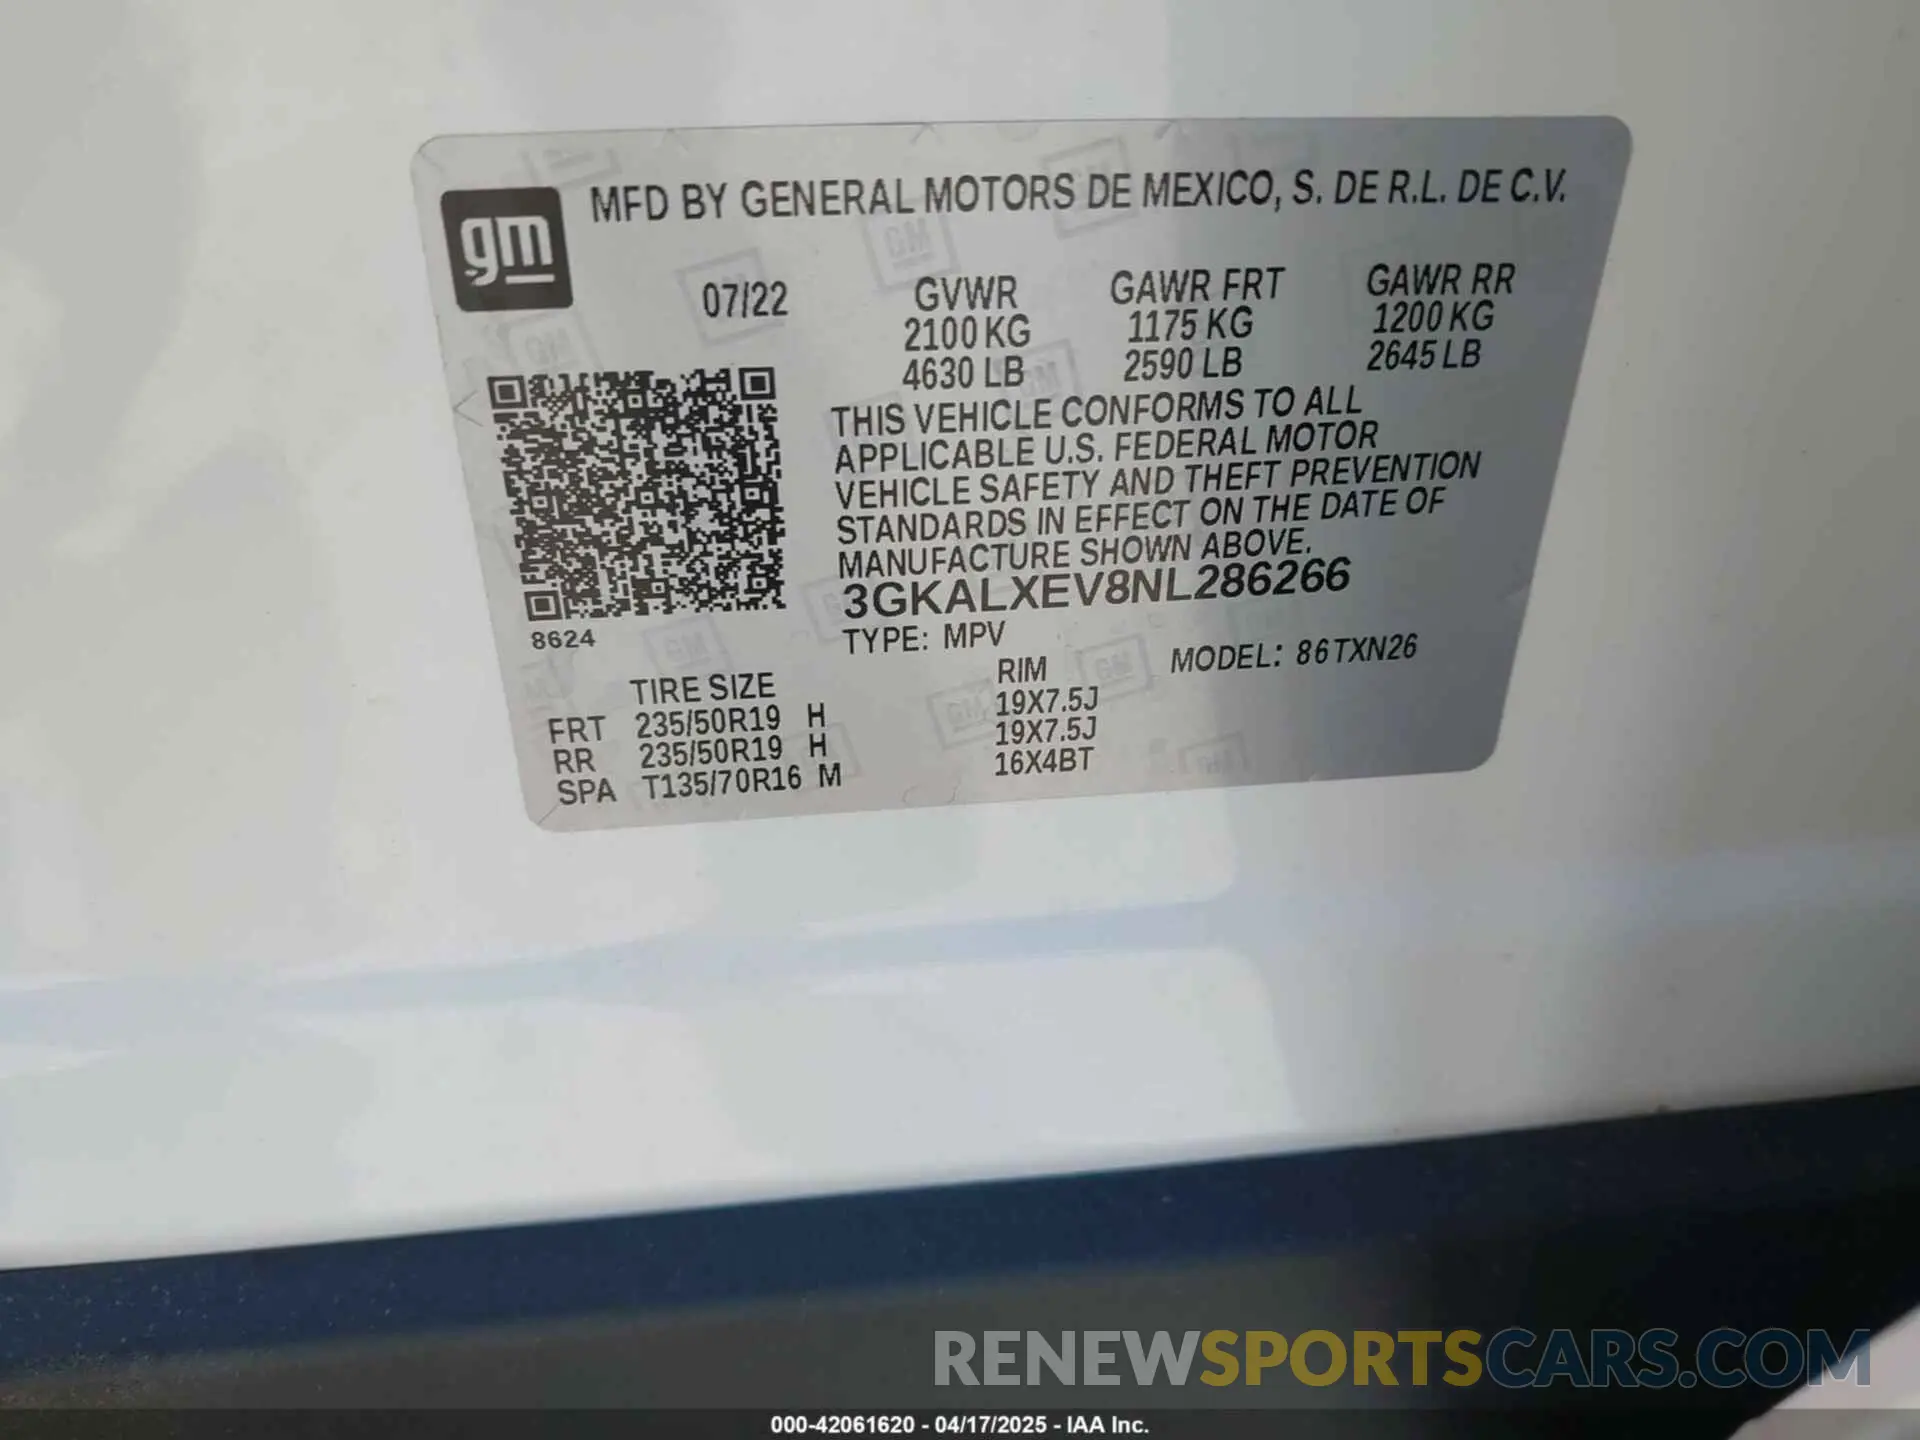 gm
MFD BY GENERAL MOTORS DE MEXICO, S. DE R.L. DE C.V.
07/22
GVWR GAWR FRT GAWR RR
2100 KG 1175 KG 1200 KG
4630 LB 2590 LB 2645 LB
THIS VEHICLE CONFORMS TO ALL
APPLICABLE U.S. FEDERAL MOTOR
VEHICLE SAFETY AND THEFT PREVENTION
STANDARDS IN EFFECT ON THE DATE OF
MANUFACTURE SHOWN ABOVE.
3GKALXEV8NL286266
8624
TYPE: MPV
MODEL: 86TXN26
TIRE SIZE RIM
FRT 235/50R19 H 19X7.5J
RR 235/50R19 H 19X7.5J
SPA T135/70R16 M 16X4BT
RENEWSPORTSCARS.COM
000-42061620 - 04/17/2025 - IAA Inc.